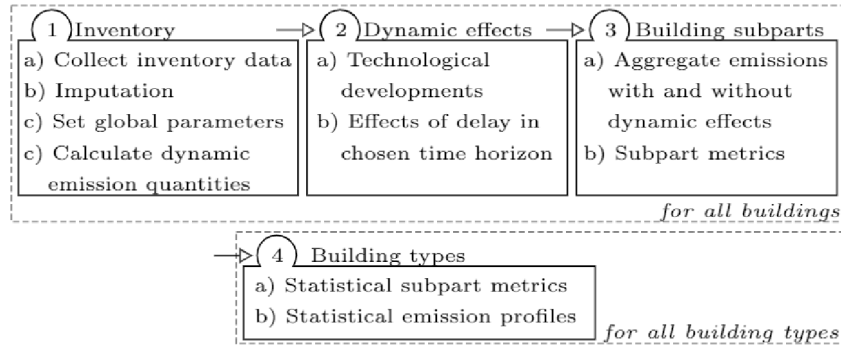 1 Inventory
a) Collect inventory data
b) Imputation
c) Set global parameters
c) Calculate dynamic
emission quantities
2 Dynamic effects
a) Technological
developments
b) Effects of delay in
chosen time horizon
3 Building subparts
a) Aggregate emissions
with and without
dynamic effects
b) Subpart metrics
for all buildings
4 Building types
a) Statistical subpart metrics
b) Statistical emission profiles
for all building types